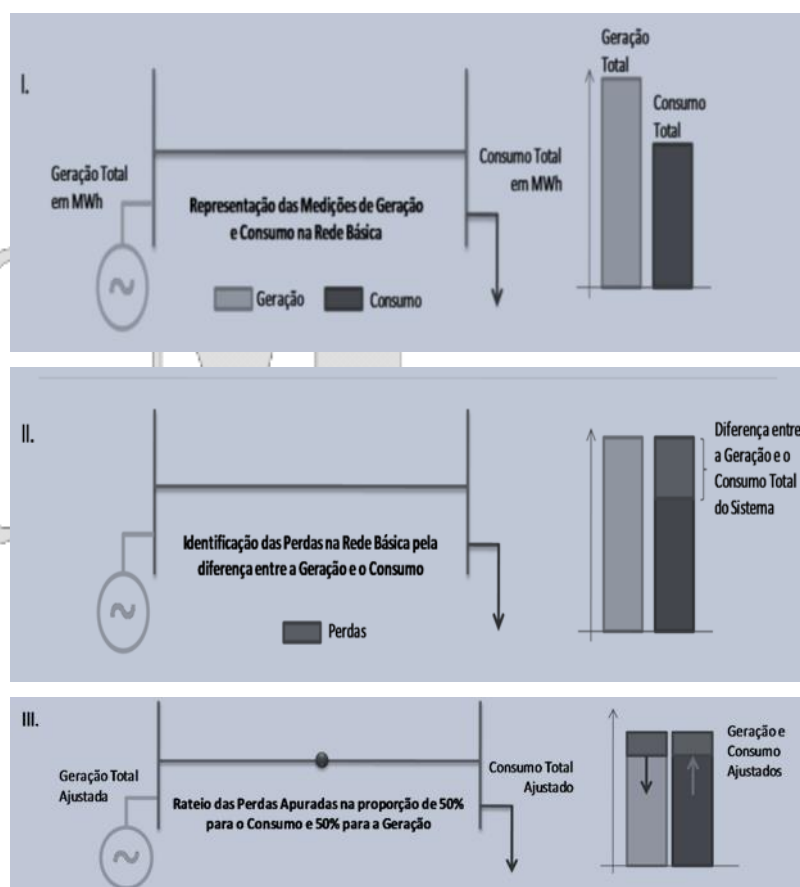 I.
Geração Total
em MWh
Representação das Medições de Geração
e Consumo na Rede Básica
Geração
Consumo
Consumo Total
em MWh
Geração
Total
Consumo
Total
II.
Identificação das Perdas na Rede Básica pela
diferença entre a Geração e o Consumo
Perdas
Diferença entre
a Geração e o
Consumo Total
do Sistema
III.
Geração Total
Ajustada
Rateio das Perdas Apuradas na proporção de 50%
para o Consumo e 50% para a Geração
Consumo Total
Ajustado
Geração e
Consumo
Ajustados